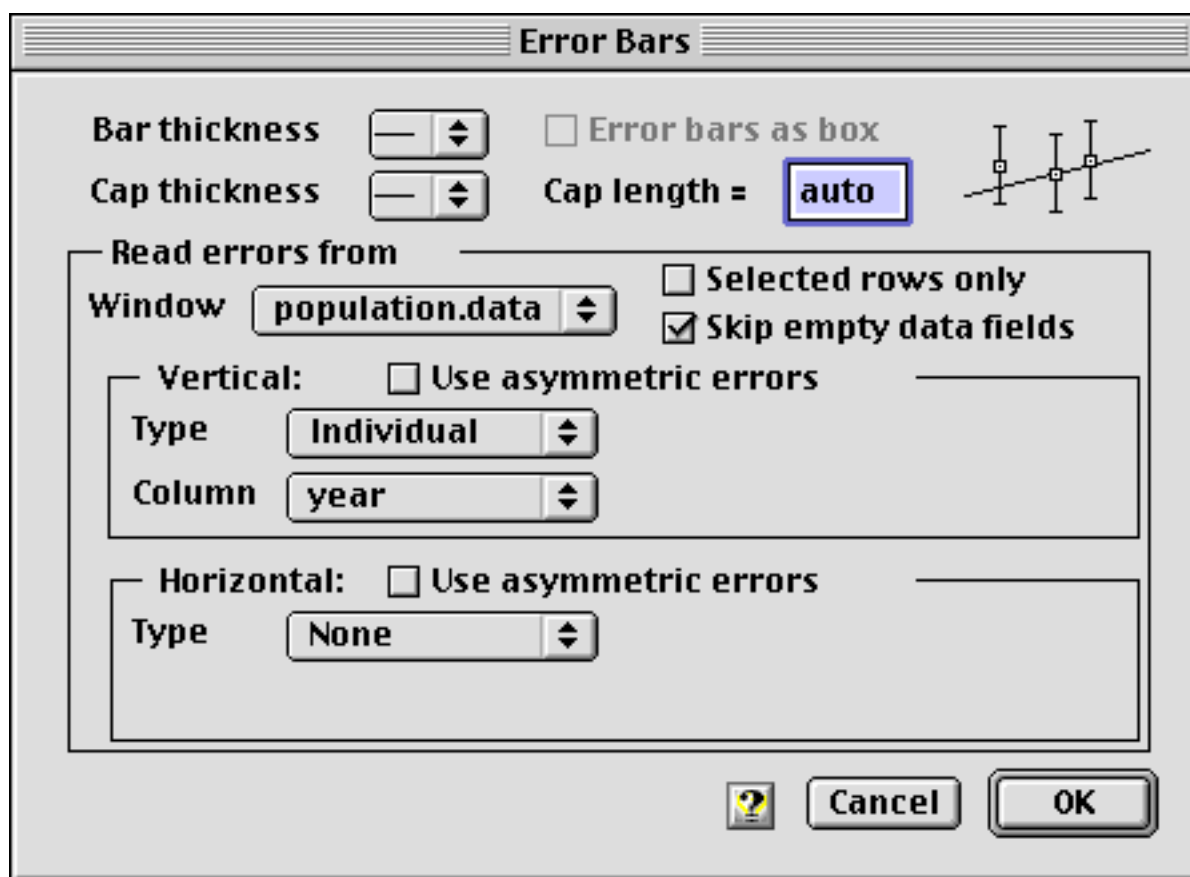 Error Bars
Bar thickness
Error bars as box
Cap thickness
Cap length = auto
Read errors from
Window population.data
Selected rows only
Skip empty data fields
Vertical: Use asymmetric errors
Type Individual
Column year
Horizontal: Use asymmetric errors
Type None
? Cancel OK